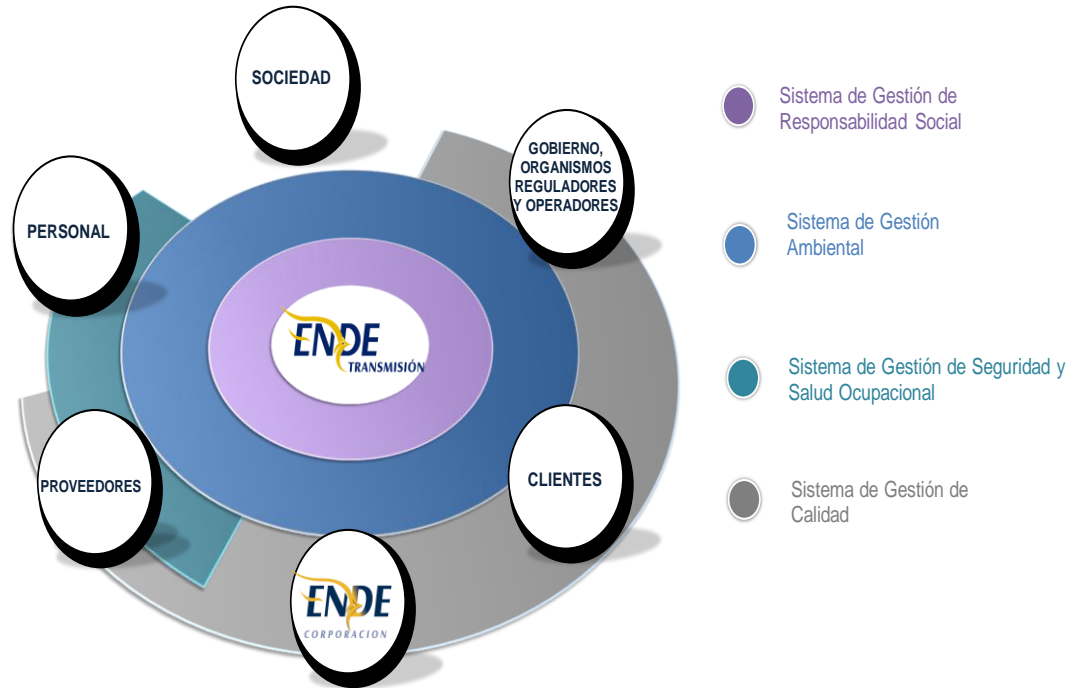 SOCIEDAD
GOBIERNO,
ORGANISMOS
REGULADORES
Y OPERADORES
PERSONAL
ENDE
TRANSMISIÓN
PROVEEDORES
CLIENTES
ENDE
CORPORACION
Sistema de Gestión de
Responsabilidad Social
Sistema de Gestión
Ambiental
Sistema de Gestión de Seguridad y
Salud Ocupacional
Sistema de Gestión de
Calidad